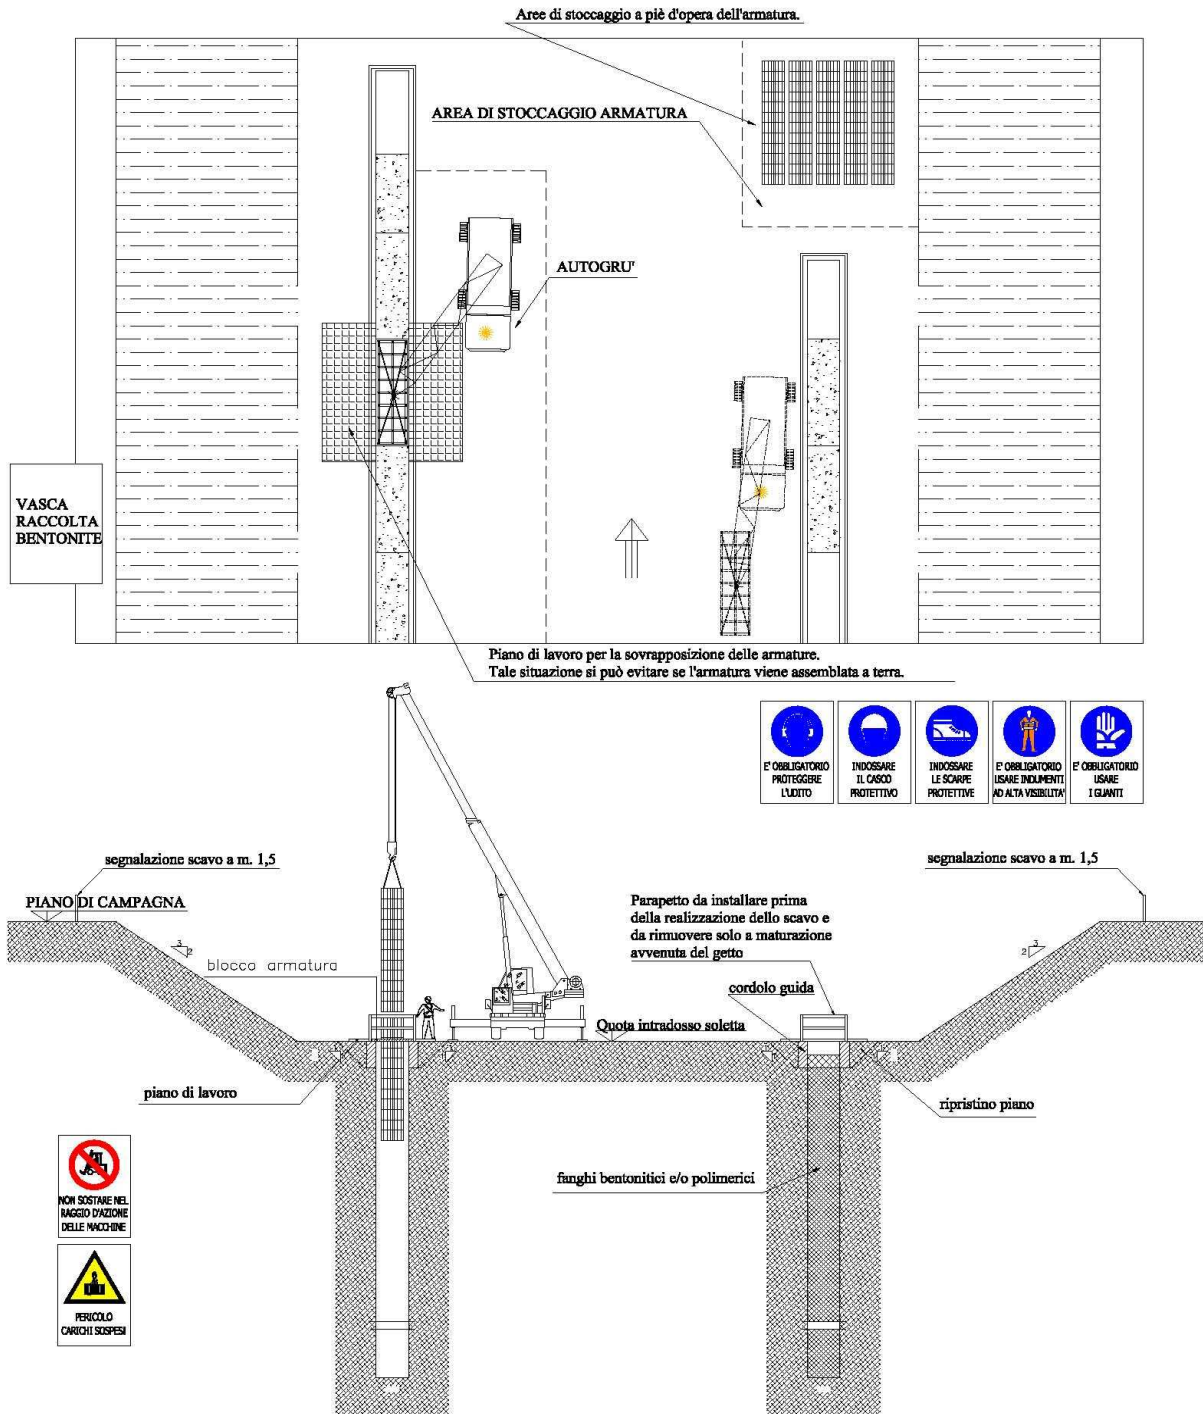 Aree di stoccaggio a piè d'opera dell'armatura.
AREA DI STOCCAGGIO ARMATURA
AUTOGRU'
VASCA
RACCOLTA
BENTONITE
Piano di lavoro per la sovrapposizione delle armature.
Tale situazione si può evitare se l'armatura viene assemblata a terra.
E' OBBLIGATORIO
PROTEGGERE
L'UDITO
INDOSSARE
IL CASCO
PROTETTIVO
INDOSSARE
LE SCARPE
PROTETTIVE
E' OBBLIGATORIO
USARE INDUMENTI
AD ALTA VISIBILITA'
E' OBBLIGATORIO
USARE
I GUANTI
segnalazione scavo a m. 1,5
segnalazione scavo a m. 1,5
PIANO DI CAMPAGNA
3
2
blocca armatura
Parapetto da installare prima
della realizzazione dello scavo e
da rimuovere solo a maturazione
avvenuta del getto
3
2
cordolo guida
Quota intradosso soletta
piano di lavoro
ripristino piano
fanghi bentonitici e/o polimerici
NON SOSTARE NEL
RAGGIO D'AZIONE
DELLE MACCHINE
PERICOLO
CARICHI SOSPESI